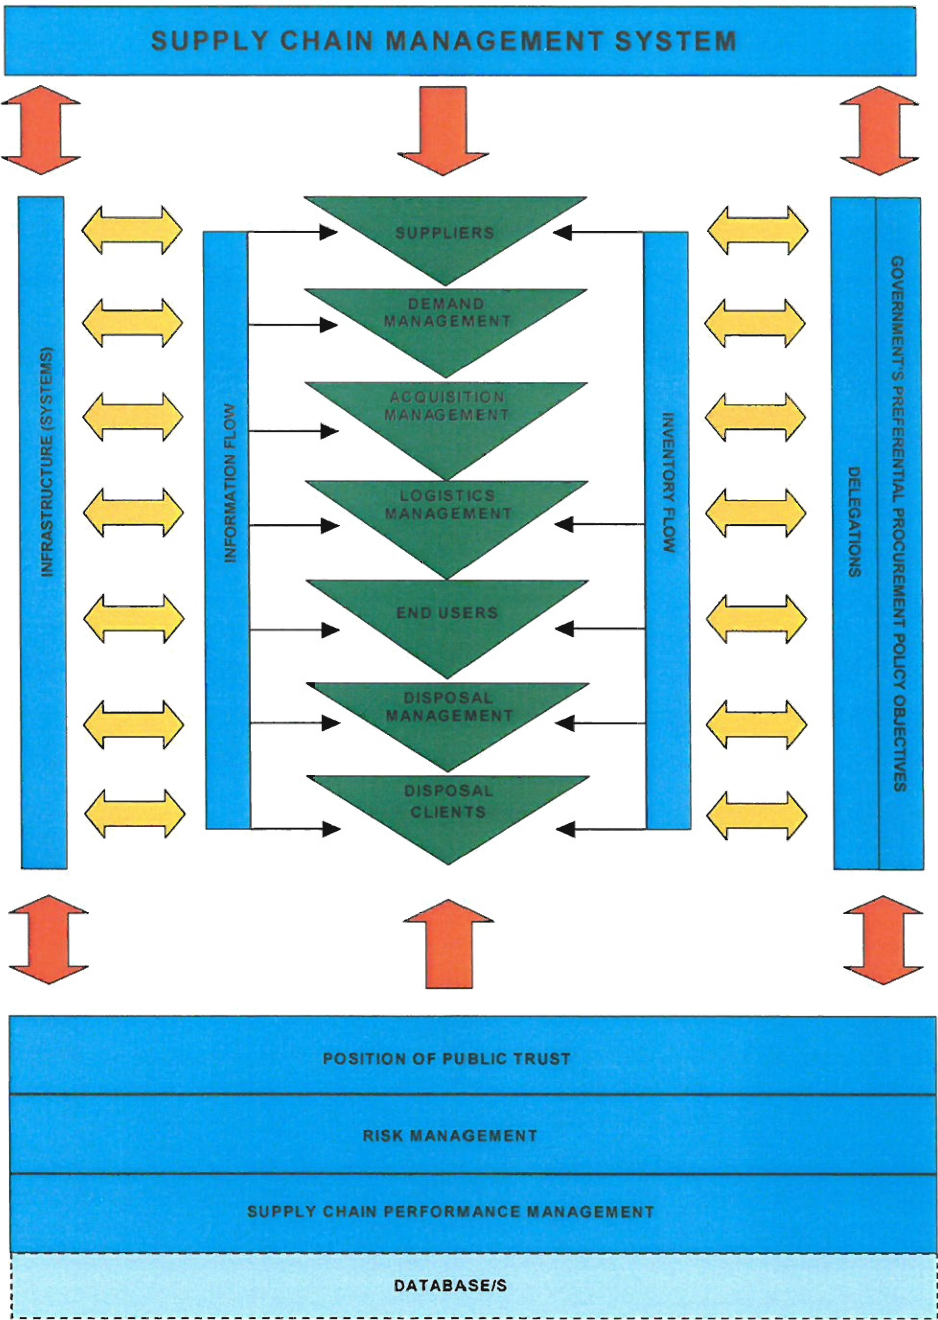 SUPPLY CHAIN MANAGEMENT SYSTEM
SUPPLIERS
DEMAND
MANAGEMENT
ACQUISITION
MANAGEMENT
LOGISTICS
MANAGEMENT
END USERS
DISPOSAL
MANAGEMENT
DISPOSAL
CLIENTS
INFRASTRUCTURE (SYSTEMS)
INFORMATION FLOW
INVENTORY FLOW
DELEGATIONS
GOVERNMENT'S PREFERENTIAL PROCUREMENT POLICY OBJECTIVES
POSITION OF PUBLIC TRUST
RISK MANAGEMENT
SUPPLY CHAIN PERFORMANCE MANAGEMENT
DATABASE/S